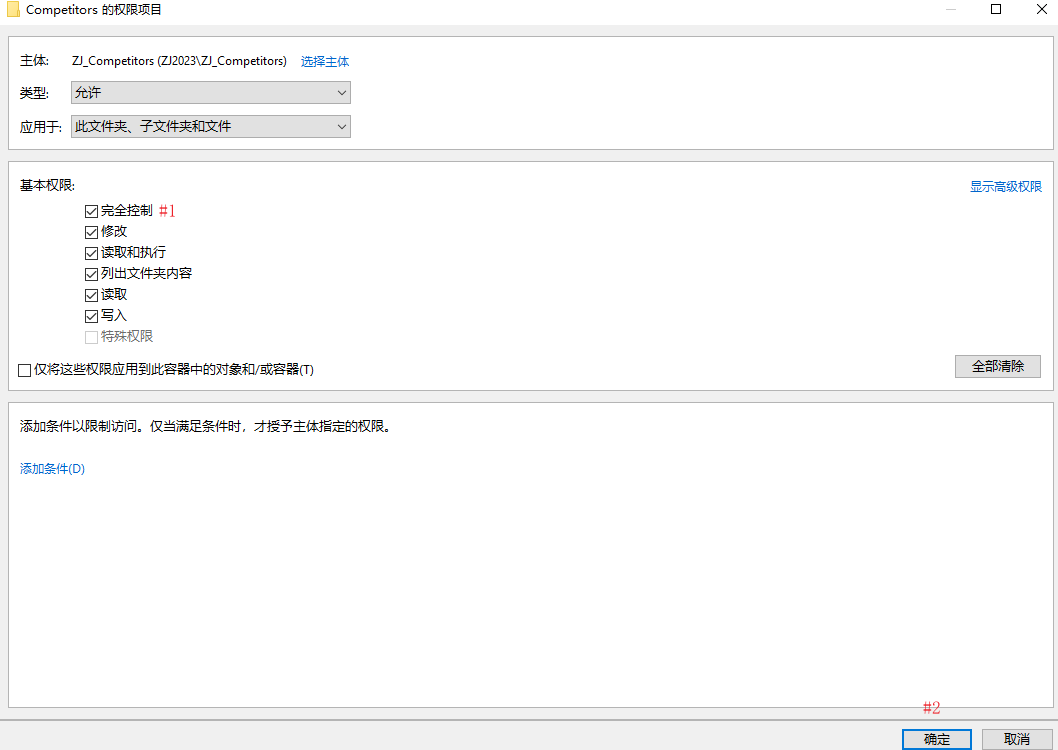 Competitors 的权限项目
主体: ZJ_Competitors (ZJ2023\ZJ_Competitors) 选择主体
类型: 允许
应用于: 此文件夹、子文件夹和文件
基本权限: 显示高级权限
完全控制 #1
修改
读取和执行
列出文件夹内容
读取
写入
特殊权限
仅将这些权限应用到此容器中的对象和/或容器(T) 全部清除
添加条件以限制访问。仅当满足条件时，才授予主体指定的权限。
添加条件(D)
#2
确定 取消